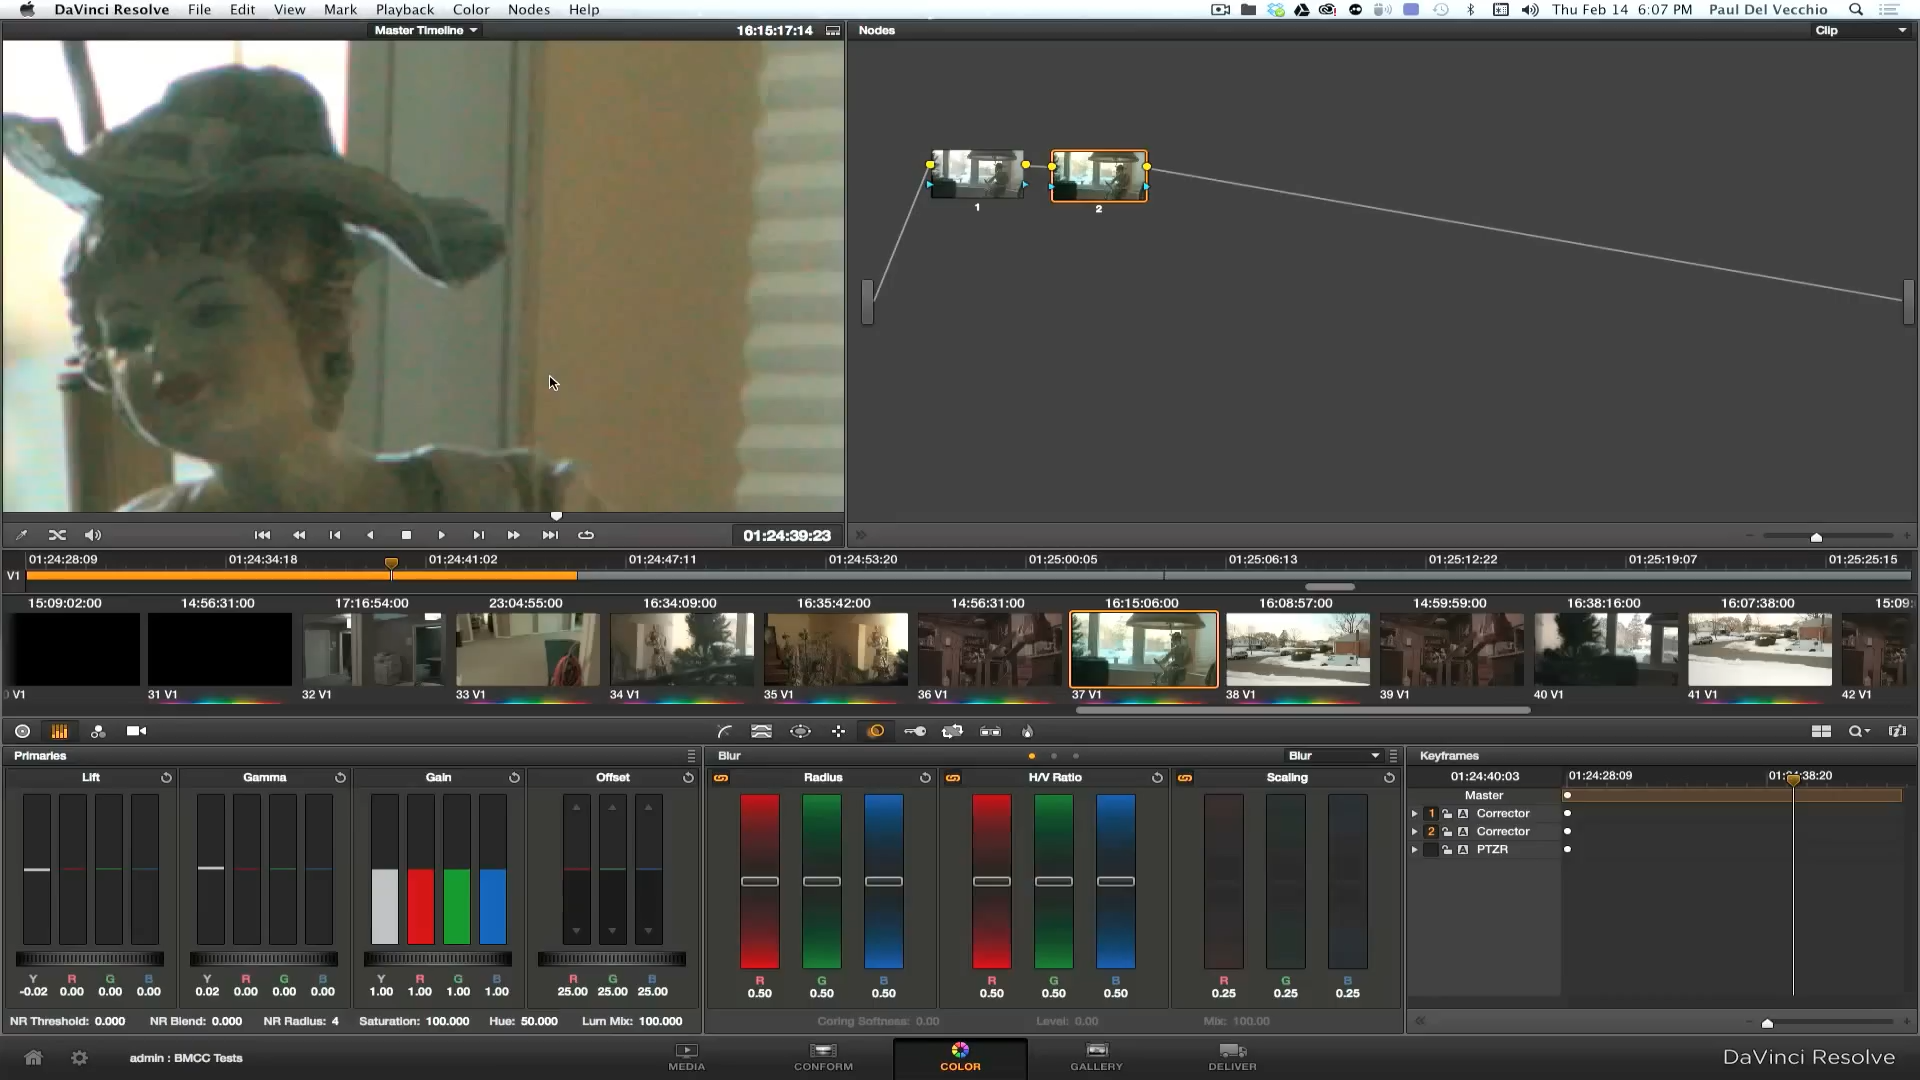 DaVinci Resolve File Edit View Mark Playback Color Nodes Help Thu Feb 14 6:07 PM Paul Del Vecchio
Master Timeline 16:15:17:14 Nodes Clip
1 2
01:24:39:23
01:24:28:09 01:24:34:18 01:24:41:02 01:24:47:11 01:24:53:20 01:25:00:05 01:25:06:13 01:25:12:22 01:25:19:07 01:25:25:15
V1
15:09:02:00 14:56:31:00 17:16:54:00 23:04:55:00 16:34:09:00 16:35:42:00 14:56:31:00 16:15:06:00 16:08:57:00 14:59:59:00 16:38:16:00 16:07:38:00 15:09:
V1 31 V1 32 V1 33 V1 34 V1 35 V1 36 V1 37 V1 38 V1 39 V1 40 V1 41 V1 42 V1
Primaries Blur Blur Keyframes
Lift Gamma Gain Offset Radius H/V Ratio Scaling
01:24:40:03 01:24:28:09
Master
1 A Corrector
2 A Corrector
A PTZR
Y R G B Y R G B Y R G B R G B R G B R G B R G B
-0.02 0.00 0.00 0.00 0.02 0.00 0.00 0.00 1.00 1.00 1.00 1.00 25.00 25.00 25.00 0.50 0.50 0.50 0.50 0.50 0.50 0.25 0.25 0.25
NR Threshold: 0.000 NR Blend: 0.000 NR Radius: 4 Saturation: 100.000 Hue: 50.000 Lum Mix: 100.000 Coring Softness: 0.00 Level: 0.00 Mix: 100.00
admin : BMCC Tests
MEDIA CONFORM COLOR GALLERY DELIVER
DaVinci Resolve